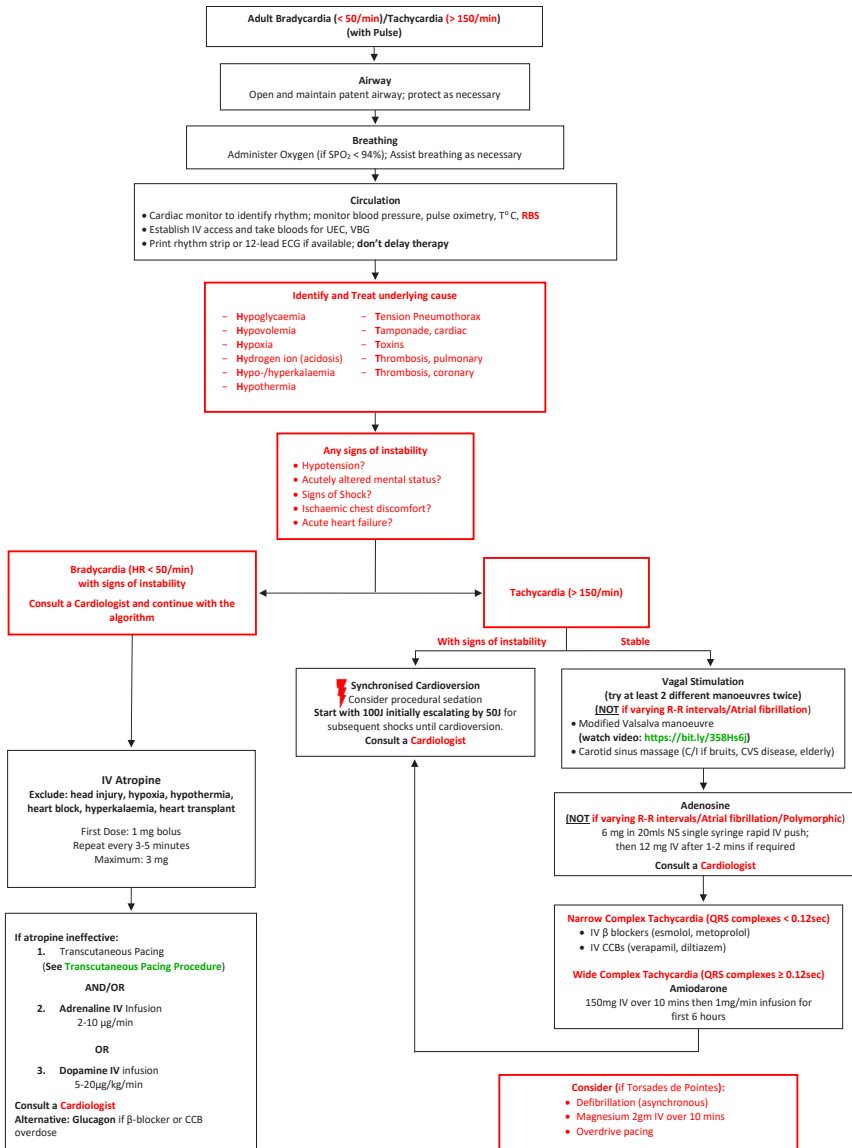 Adult Bradycardia (< 50/min)/Tachycardia (> 150/min)
(with Pulse)
Airway
Open and maintain patent airway; protect as necessary
Breathing
Administer Oxygen (if SPO₂ < 94%); Assist breathing as necessary
Circulation
• Cardiac monitor to identify rhythm; monitor blood pressure, pulse oximetry, T° C, RBS
• Establish IV access and take bloods for UEC, VBG
• Print rhythm strip or 12-lead ECG if available; don't delay therapy
Identify and Treat underlying cause
− Hypoglycaemia
− Hypovolemia
− Hypoxia
− Hydrogen ion (acidosis)
− Hypo-/hyperkalaemia
− Hypothermia
− Tension Pneumothorax
− Tamponade, cardiac
− Toxins
− Thrombosis, pulmonary
− Thrombosis, coronary
Any signs of instability
• Hypotension?
• Acutely altered mental status?
• Signs of Shock?
• Ischaemic chest discomfort?
• Acute heart failure?
Bradycardia (HR < 50/min)
with signs of instability
Consult a Cardiologist and continue with the
algorithm
Tachycardia (> 150/min)
With signs of instability
Stable
Synchronised Cardioversion
Consider procedural sedation
Start with 100J initially escalating by 50J for
subsequent shocks until cardioversion.
Consult a Cardiologist
Vagal Stimulation
(try at least 2 different manoeuvres twice)
(NOT if varying R-R intervals/Atrial fibrillation)
• Modified Valsalva manoeuvre
(watch video: https://bit.ly/358Hs6j)
• Carotid sinus massage (C/I if bruits, CVS disease, elderly)
IV Atropine
Exclude: head injury, hypoxia, hypothermia,
heart block, hyperkalaemia, heart transplant
First Dose: 1 mg bolus
Repeat every 3-5 minutes
Maximum: 3 mg
Adenosine
(NOT if varying R-R intervals/Atrial fibrillation/Polymorphic)
6 mg in 20mls NS single syringe rapid IV push;
then 12 mg IV after 1-2 mins if required
Consult a Cardiologist
If atropine ineffective:
1. Transcutaneous Pacing
(See Transcutaneous Pacing Procedure)
AND/OR
2. Adrenaline IV Infusion
2-10 µg/min
OR
3. Dopamine IV infusion
5-20µg/kg/min
Consult a Cardiologist
Alternative: Glucagon if β-blocker or CCB
overdose
Narrow Complex Tachycardia (QRS complexes < 0.12sec)
• IV β blockers (esmolol, metoprolol)
• IV CCBs (verapamil, diltiazem)
Wide Complex Tachycardia (QRS complexes ≥ 0.12sec)
Amiodarone
150mg IV over 10 mins then 1mg/min infusion for
first 6 hours
Consider (if Torsades de Pointes):
• Defibrillation (asynchronous)
• Magnesium 2gm IV over 10 mins
• Overdrive pacing